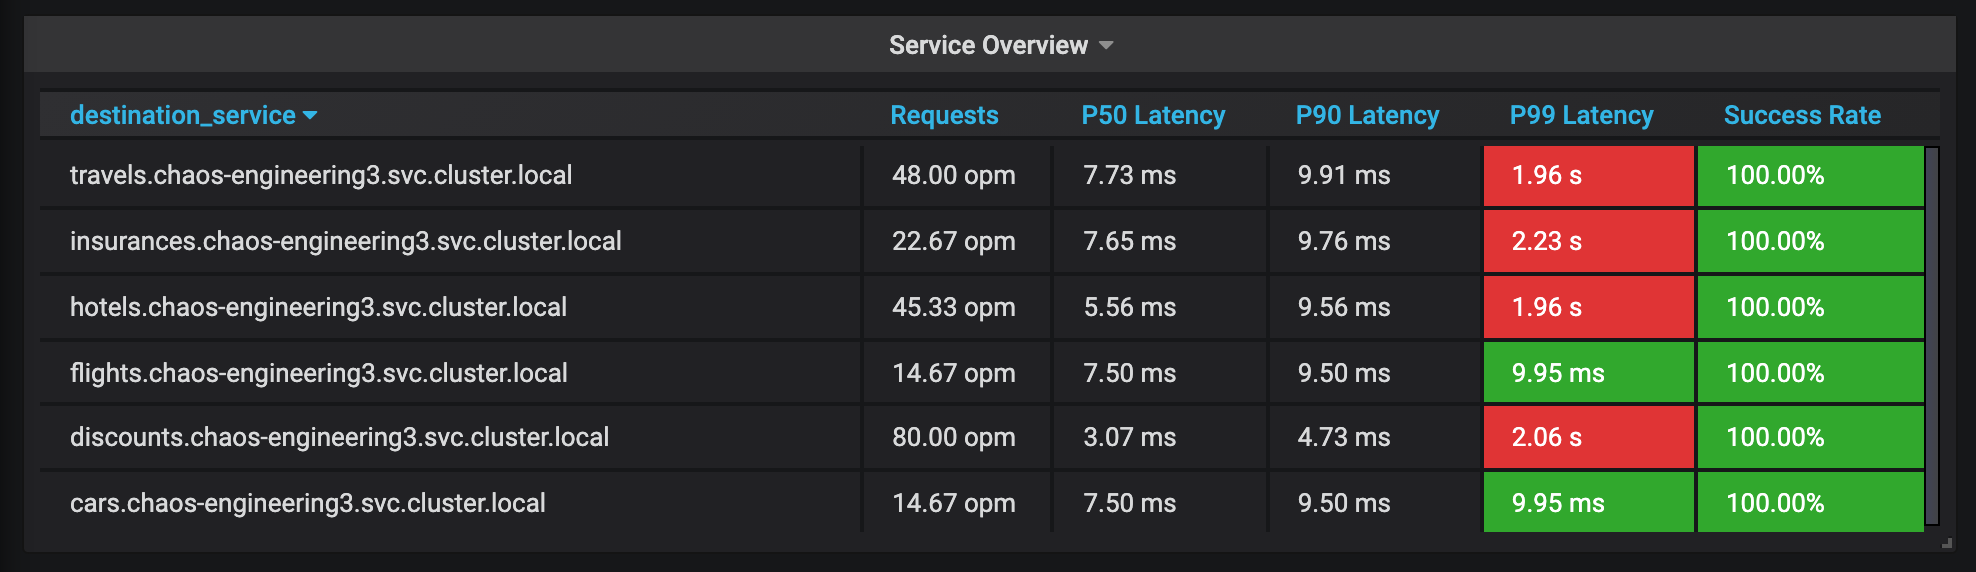 Service Overview
destination_service Requests P50 Latency P90 Latency P99 Latency Success Rate
travels.chaos-engineering3.svc.cluster.local 48.00 opm 7.73 ms 9.91 ms 1.96 s 100.00%
insurances.chaos-engineering3.svc.cluster.local 22.67 opm 7.65 ms 9.76 ms 2.23 s 100.00%
hotels.chaos-engineering3.svc.cluster.local 45.33 opm 5.56 ms 9.56 ms 1.96 s 100.00%
flights.chaos-engineering3.svc.cluster.local 14.67 opm 7.50 ms 9.50 ms 9.95 ms 100.00%
discounts.chaos-engineering3.svc.cluster.local 80.00 opm 3.07 ms 4.73 ms 2.06 s 100.00%
cars.chaos-engineering3.svc.cluster.local 14.67 opm 7.50 ms 9.50 ms 9.95 ms 100.00%